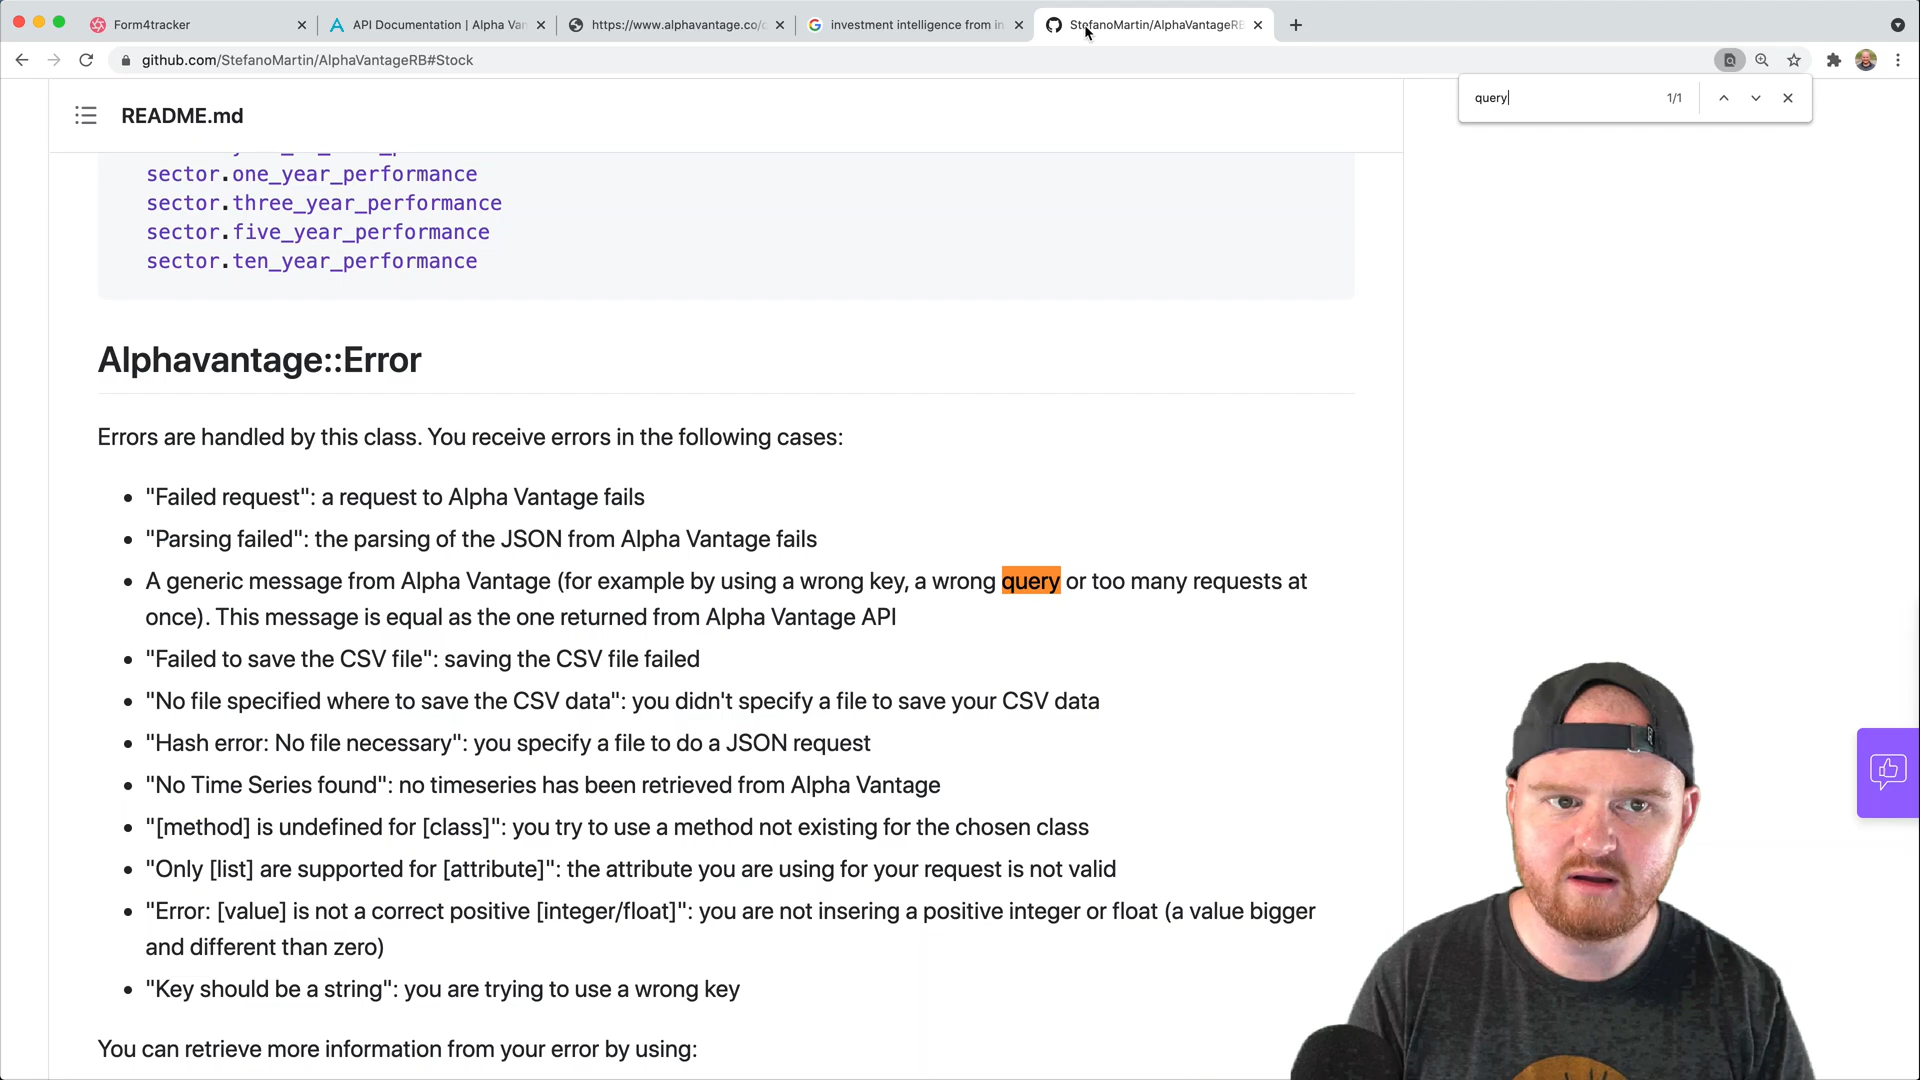 Form4tracker
API Documentation | Alpha Van
https://www.alphavantage.co/
investment intelligence from in
StefanoMartin/AlphaVantageRB
github.com/StefanoMartin/AlphaVantageRB#Stock
query
1/1
README.md
sector.one_year_performance
sector.three_year_performance
sector.five_year_performance
sector.ten_year_performance
Alphavantage::Error
Errors are handled by this class. You receive errors in the following cases:
• "Failed request": a request to Alpha Vantage fails
• "Parsing failed": the parsing of the JSON from Alpha Vantage fails
• A generic message from Alpha Vantage (for example by using a wrong key, a wrong query or too many requests at
once). This message is equal as the one returned from Alpha Vantage API
• "Failed to save the CSV file": saving the CSV file failed
• "No file specified where to save the CSV data": you didn't specify a file to save your CSV data
• "Hash error: No file necessary": you specify a file to do a JSON request
• "No Time Series found": no timeseries has been retrieved from Alpha Vantage
• "[method] is undefined for [class]": you try to use a method not existing for the chosen class
• "Only [list] are supported for [attribute]": the attribute you are using for your request is not valid
• "Error: [value] is not a correct positive [integer/float]": you are not insering a positive integer or float (a value bigger
and different than zero)
• "Key should be a string": you are trying to use a wrong key
You can retrieve more information from your error by using: